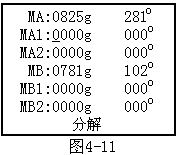 MA:0825g 281°
MA1:0000g 000°
MA2:0000g 000°
MB:0781g 102°
MB1:0000g 000°
MB2:0000g 000°
分解
图4-11